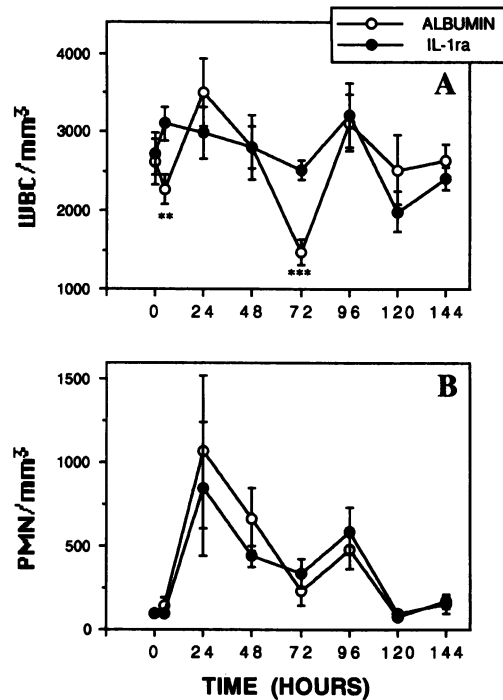 ALBUMIN
IL-1ra
A
4000
3000
2000
1000
WBC/mm3
**
***
0 24 48 72 96 120 144
B
1500
1000
500
0
PMN/mm3
0 24 48 72 96 120 144
TIME (HOURS)